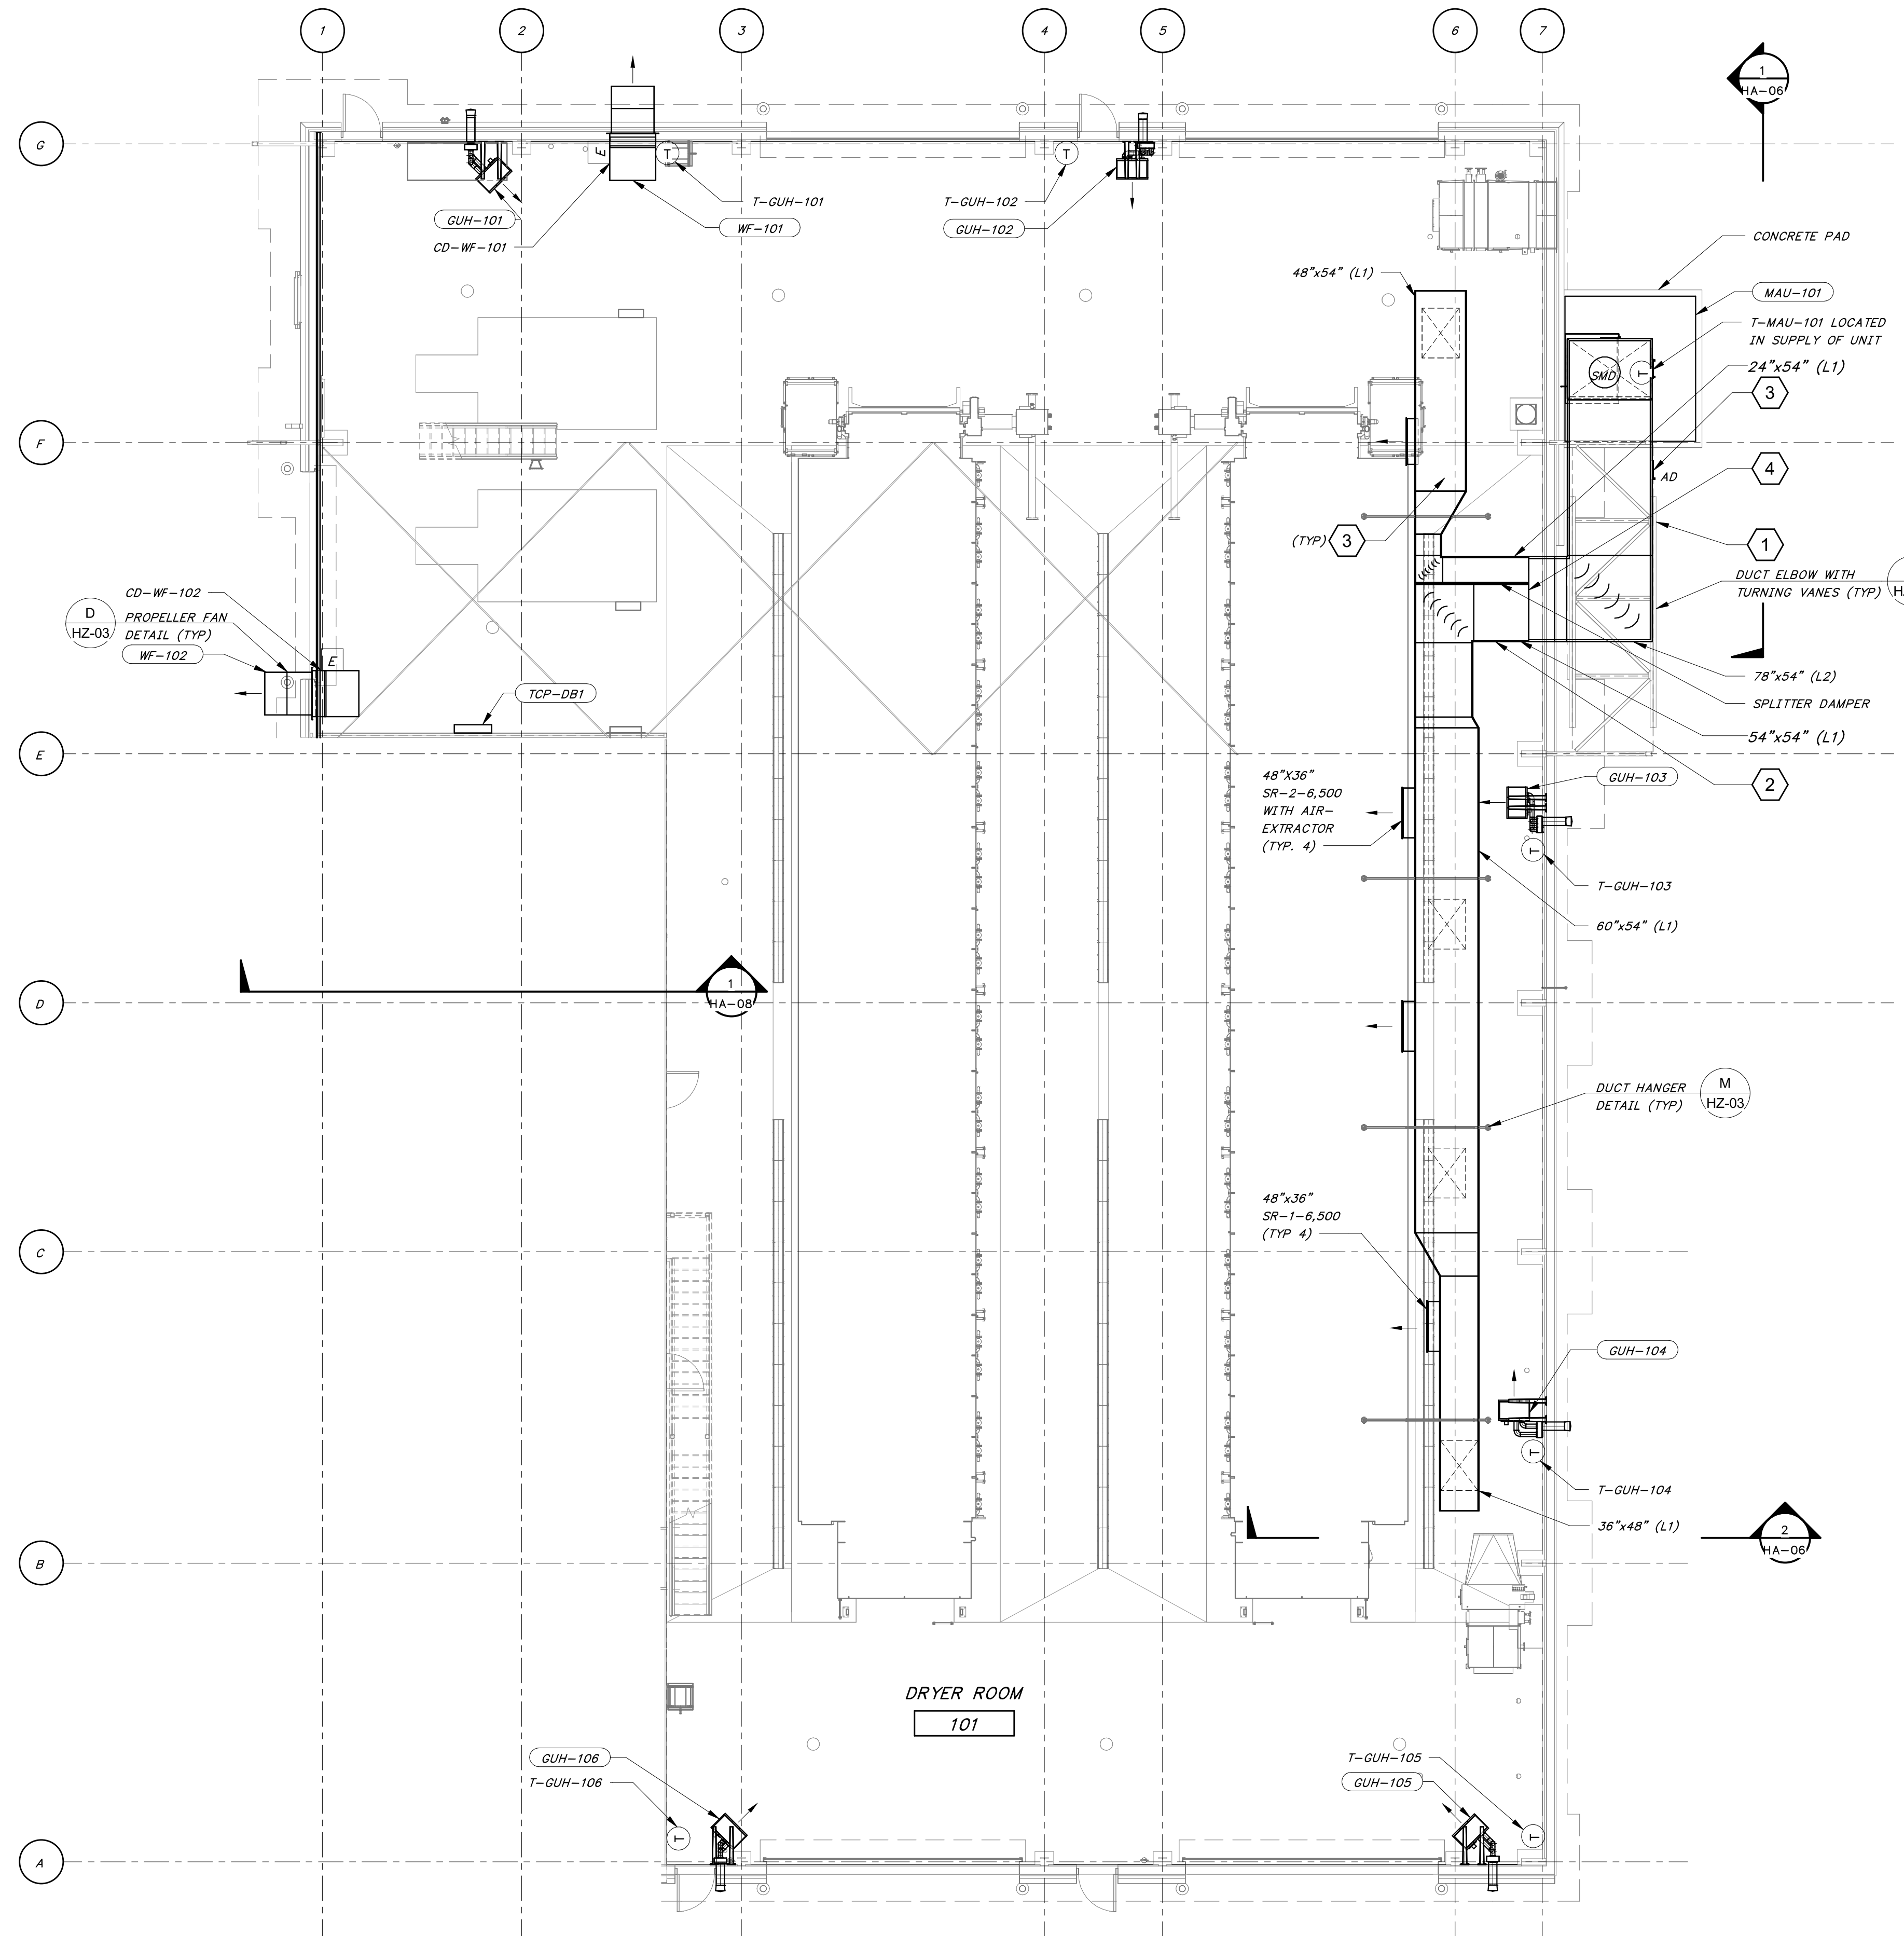 1
2
3
4
5
6
7
1
HA-06
G
E
T
T
T-GUH-101
T-GUH-102
GUH-101
WF-101
GUH-102
CD-WF-101
CONCRETE PAD
48"x54" (L1)
MAU-101
T-MAU-101 LOCATED
IN SUPPLY OF UNIT
24"x54" (L1)
SMD
T
3
F
4
AD
(TYP)
3
1
DUCT ELBOW WITH
TURNING VANES (TYP)
CD-WF-102
D
HZ-03
PROPELLER FAN
DETAIL (TYP)
WF-102
E
TCP-DB1
78"x54" (L2)
SPLITTER DAMPER
54"x54" (L1)
E
2
48"X36"
SR-2-6,500
WITH AIR-
EXTRACTOR
(TYP. 4)
GUH-103
T
T-GUH-103
60"x54" (L1)
1
HA-08
D
DUCT HANGER
DETAIL (TYP)
M
HZ-03
48"x36"
SR-1-6,500
(TYP 4)
C
GUH-104
T
T-GUH-104
36"x48" (L1)
2
HA-06
B
DRYER ROOM
101
GUH-106
T-GUH-106
T-GUH-105
GUH-105
T
T
A